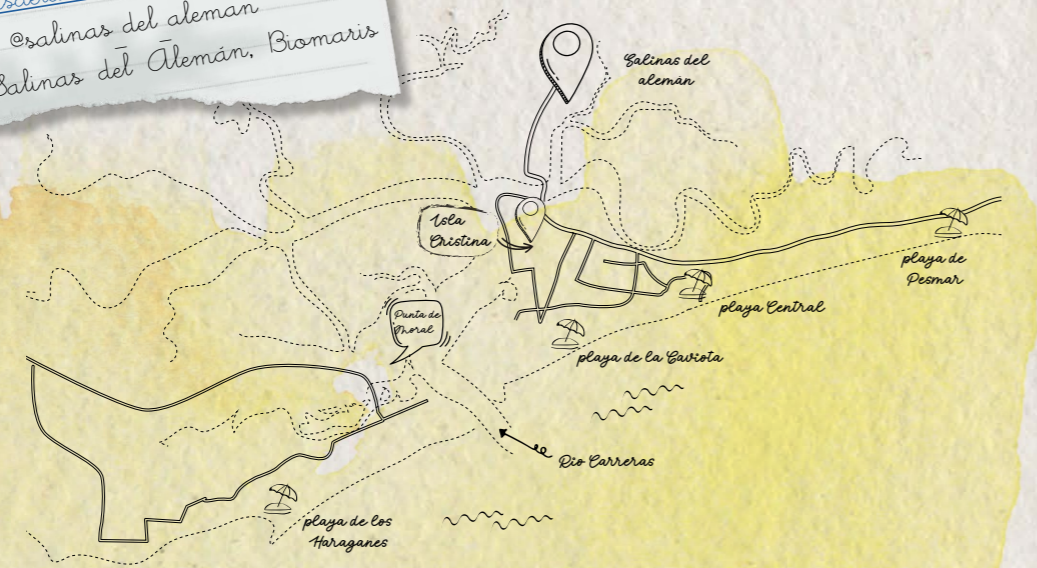 @salinas del aleman
Salinas del Alemán, Biomaris
Salinas del
alemán
Isla
Cristina
Punta de
Moral
playa de
Pesmar
playa Central
playa de la Gaviota
Rio Carreras
playa de los
Haraganes